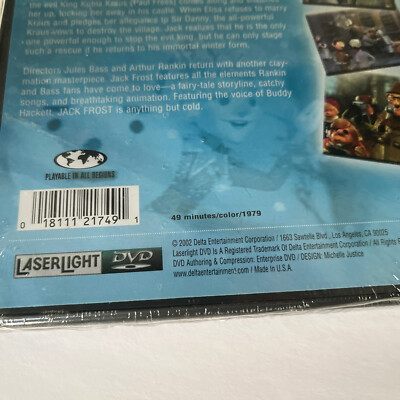 the evil King Kubla Kraus (Paul Frees) comes along and
her up, locking her away in his castle. When Elisa refuses to marry
Kraus and pledges her allegiance to Sir Danny, the all-powerful
Kraus vows to destroy the village. Jack realizes that he is the only
one powerful enough to stop the evil king, but he can only stage
such a rescue if he returns to his immortal winter form.
Directors Jules Bass and Arthur Rankin return with another clay-
mation masterpiece. Jack Frost features all the elements Rankin
and Bass fans have come to love—a fairy-tale storyline, catchy
songs, and breathtaking animation. Featuring the voice of Buddy
Hackett, JACK FROST is anything but cold.
PLAYABLE IN ALL REGIONS
0 18111 21749 1
49 minutes/color/1979
LASERLIGHT DVD
© 2002 Delta Entertainment Corporation / 1663 Sawtelle Blvd., Los Angeles, CA 90025
Laserlight DVD Is A Registered Trademark Of Delta Entertainment Corporation / All Rights
DVD Authoring & Compression: Enterprise DVD / DESIGN: Michelle Justice
www.deltaentertainment.com / Made in U.S.A.